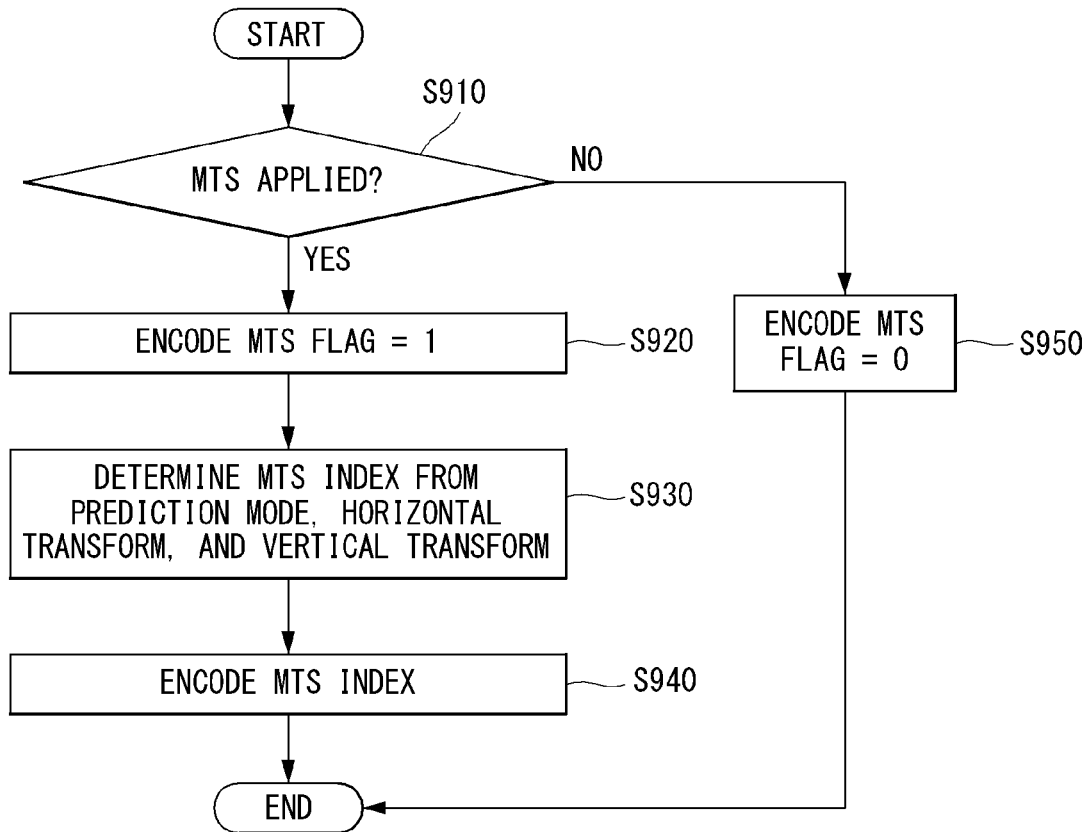 START
S910
MTS APPLIED?
NO
YES
ENCODE MTS FLAG = 1
S920
ENCODE MTS
FLAG = 0
S950
DETERMINE MTS INDEX FROM
PREDICTION MODE, HORIZONTAL
TRANSFORM, AND VERTICAL TRANSFORM
S930
ENCODE MTS INDEX
S940
END